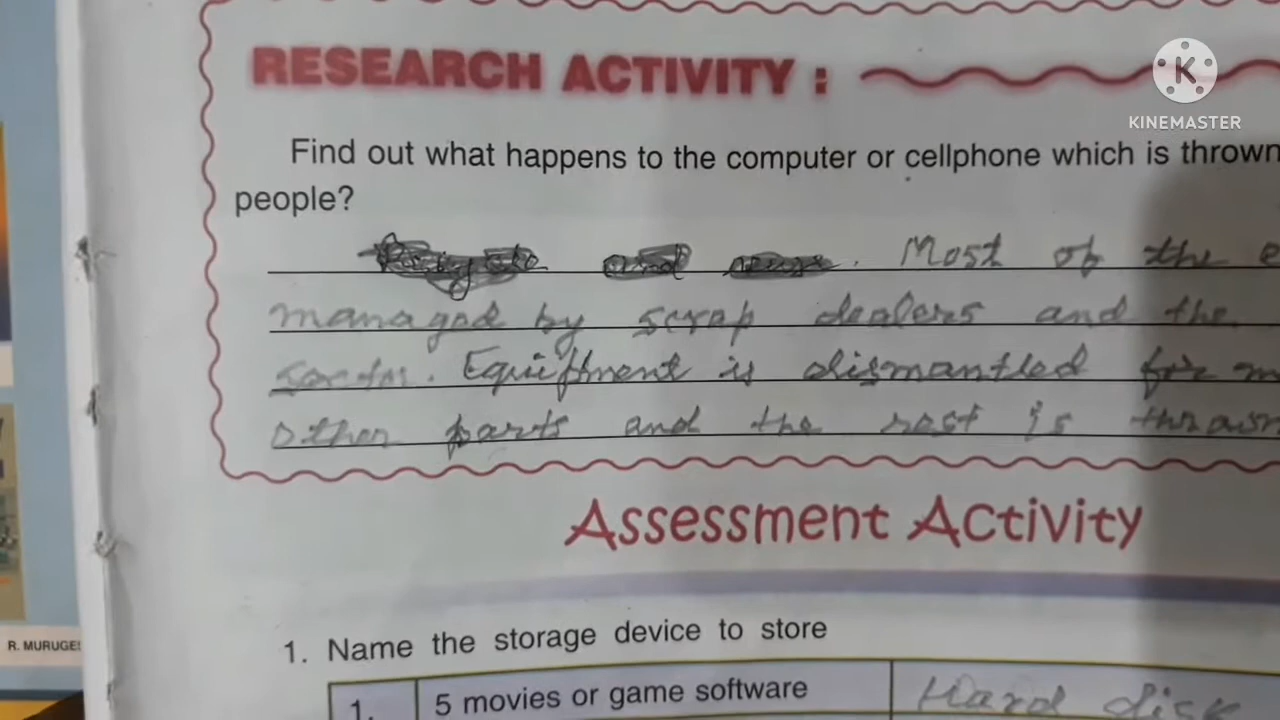 RESEARCH ACTIVITY :
K
KINEMASTER
Find out what happens to the computer or cellphone which is thrown
people?
Most of the e
managed by scrap dealers and the
sector. Equipment is dismantled for m
other parts and the rest is thrown
Assessment Activity
R. MURUGES
1. Name the storage device to store
1. 5 movies or game software Hard disk